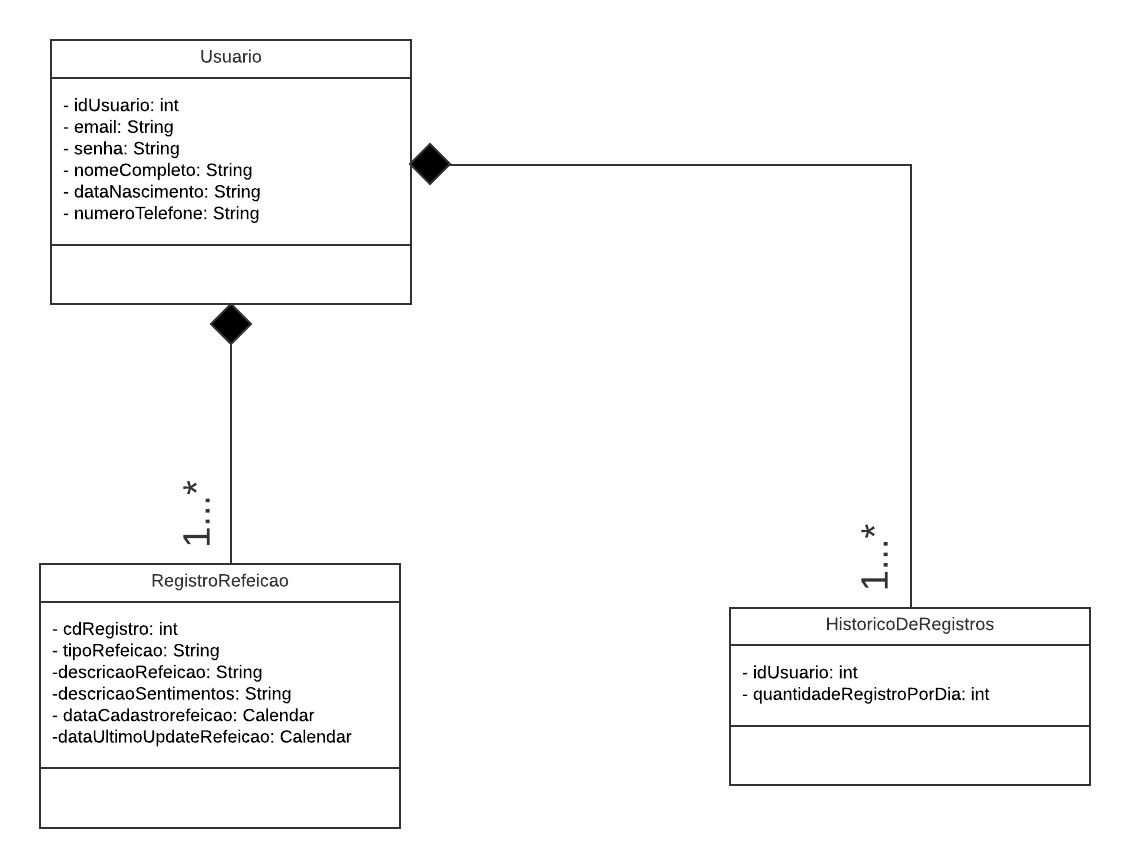 Usuario
- idUsuario: int
- email: String
- senha: String
- nomeCompleto: String
- dataNascimento: String
- numeroTelefone: String
1...*
RegistroRefeicao
- cdRegistro: int
- tipoRefeicao: String
-descricaoRefeicao: String
-descricaoSentimentos: String
- dataCadastrorefeicao: Calendar
-dataUltimoUpdateRefeicao: Calendar
1...*
HistoricoDeRegistros
- idUsuario: int
- quantidadeRegistroPorDia: int